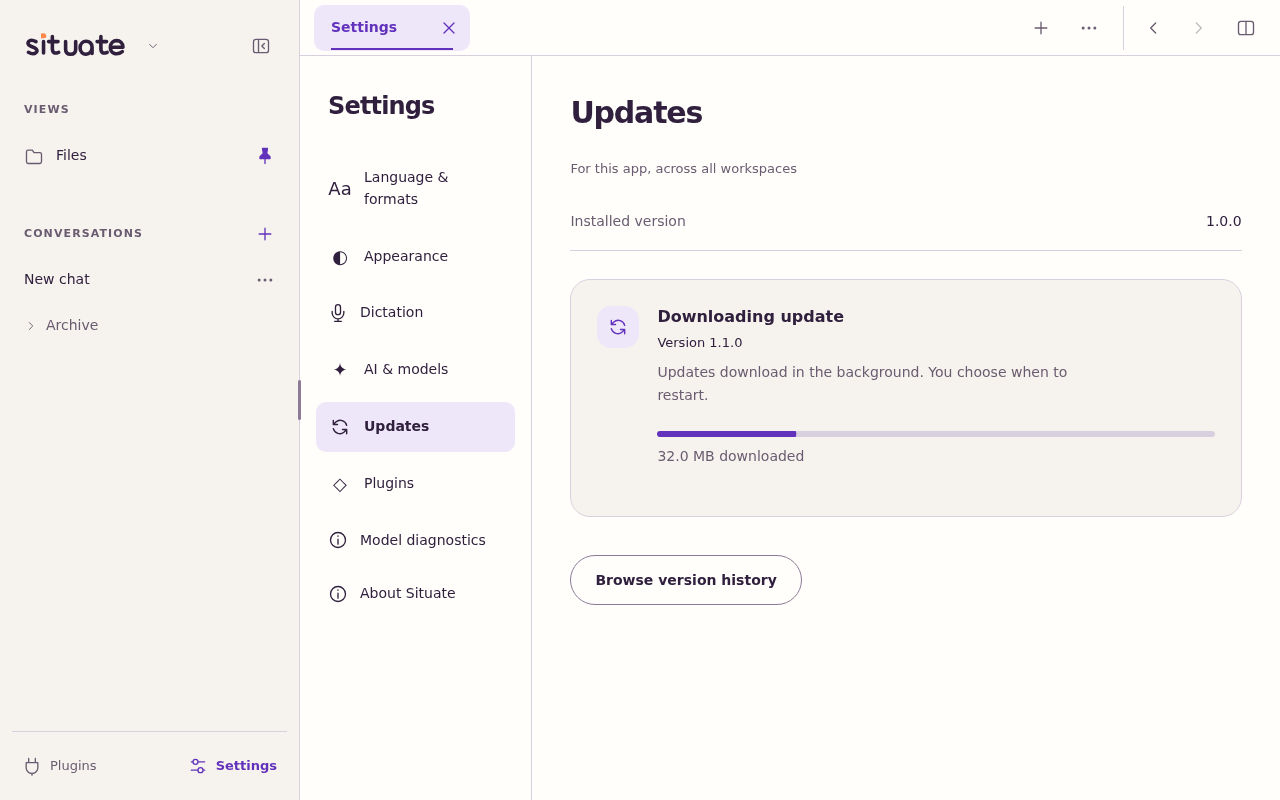 situate
VIEWS
Files
CONVERSATIONS
New chat
Archive
Plugins
Settings
Settings
Settings
Aa
Language &
formats
Appearance
Dictation
AI & models
Updates
Plugins
Model diagnostics
About Situate
Updates
For this app, across all workspaces
Installed version 1.0.0
Downloading update
Version 1.1.0
Updates download in the background. You choose when to
restart.
32.0 MB downloaded
Browse version history